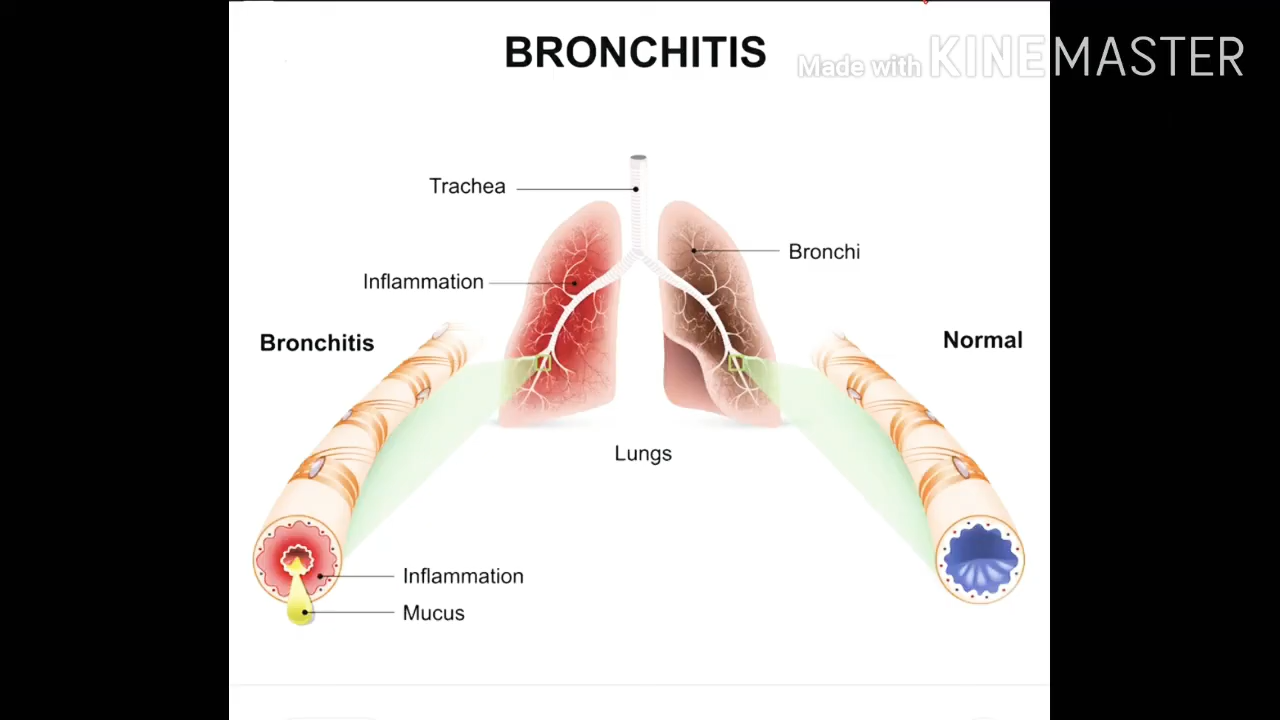 BRONCHITIS
Made with KINEMASTER
Trachea
Bronchi
Inflammation
Bronchitis
Normal
Lungs
Inflammation
Mucus